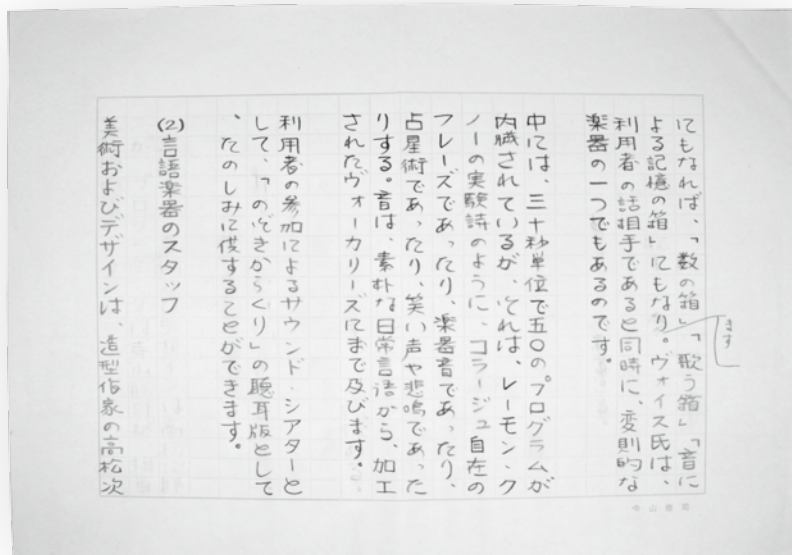 にもなれば、「数の箱」「歌う箱」「音に
よる記憶の箱」にもなり。ヴォイス氏は、
ます
利用者の話相手であると同時に、変則的な
楽器の一つでもあるのです。
中には、三十秒単位で五〇のプログラムが
内臓されているが、それは、レーモン・ク
ノーの実験詩のように、コラージュ自在の
フレーズであったり、楽器音であったり、
占星術であったり、笑い声や悲鳴であった
りする。音は、素朴な日常言語から、加工
されたヴォーカリーズにまで及びます。
利用者の参加によるサウンド・シアターと
して、「のぞきからくり」の聴耳版として
、たのしみに供することができます。
(2)言語楽器のスタッフ
美術およびデザインは、造型作家の高松次